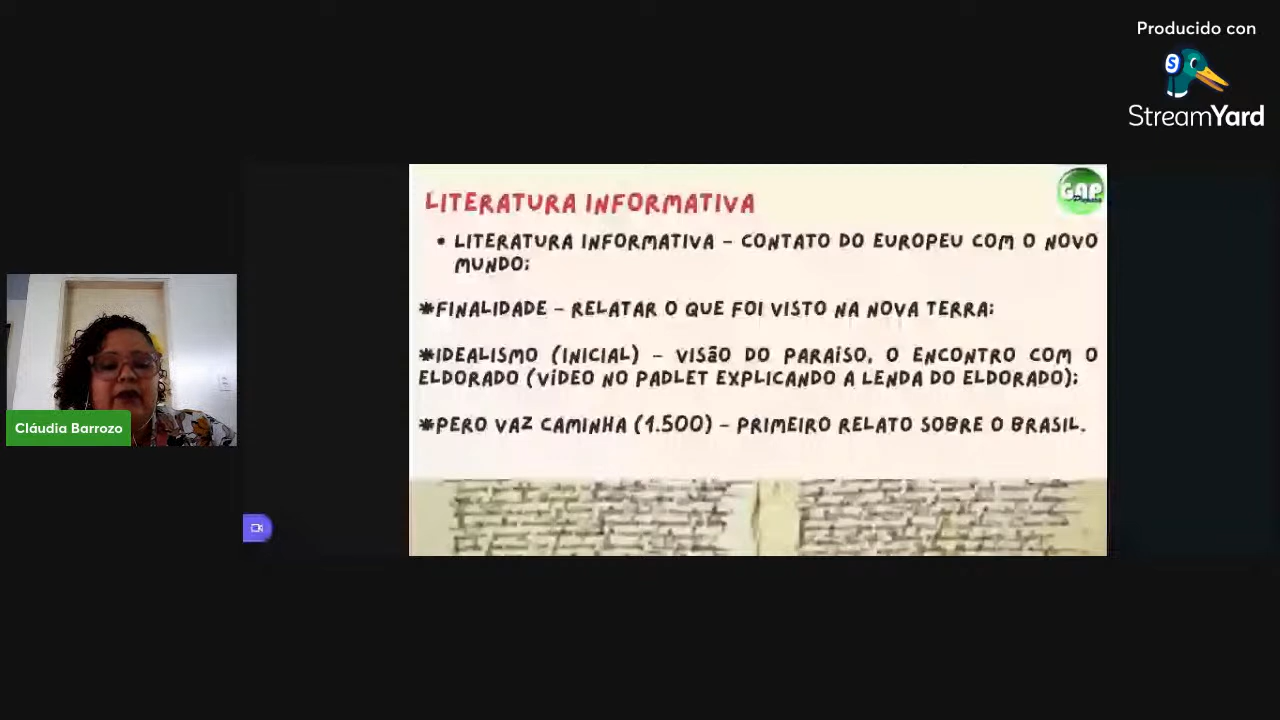 Producido con
StreamYard
LITERATURA INFORMATIVA
GAP
• LITERATURA INFORMATIVA – CONTATO DO EUROPEU COM O NOVO
MUNDO;
*FINALIDADE – RELATAR O QUE FOI VISTO NA NOVA TERRA;
*IDEALISMO (INICIAL) – VISÃO DO PARAÍSO, O ENCONTRO COM O
ELDORADO (VÍDEO NO PADLET EXPLICANDO A LENDA DO ELDORADO);
*PERO VAZ CAMINHA (1.500) – PRIMEIRO RELATO SOBRE O BRASIL.
Cláudia Barrozo